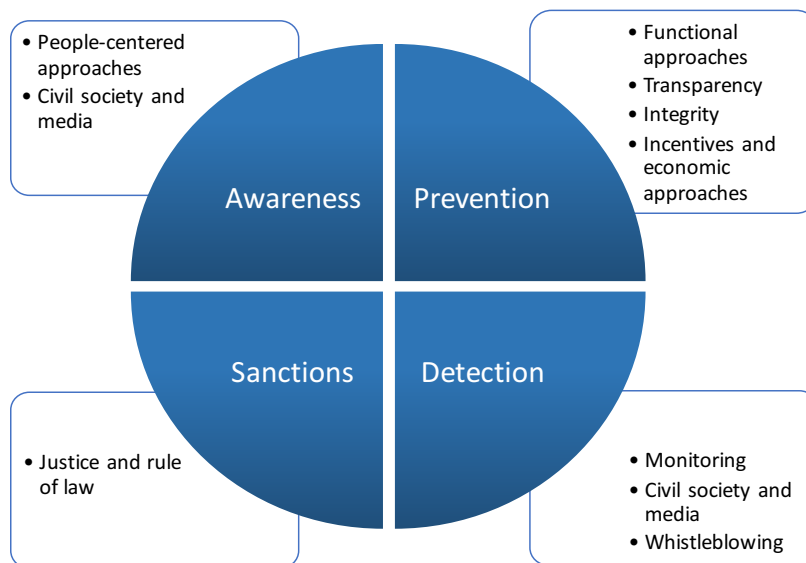 • People-centered
approaches
• Civil society and
media
• Functional
approaches
• Transparency
• Integrity
• Incentives and
economic
approaches
Awareness
Prevention
Sanctions
Detection
• Justice and rule
of law
• Monitoring
• Civil society and
media
• Whistleblowing